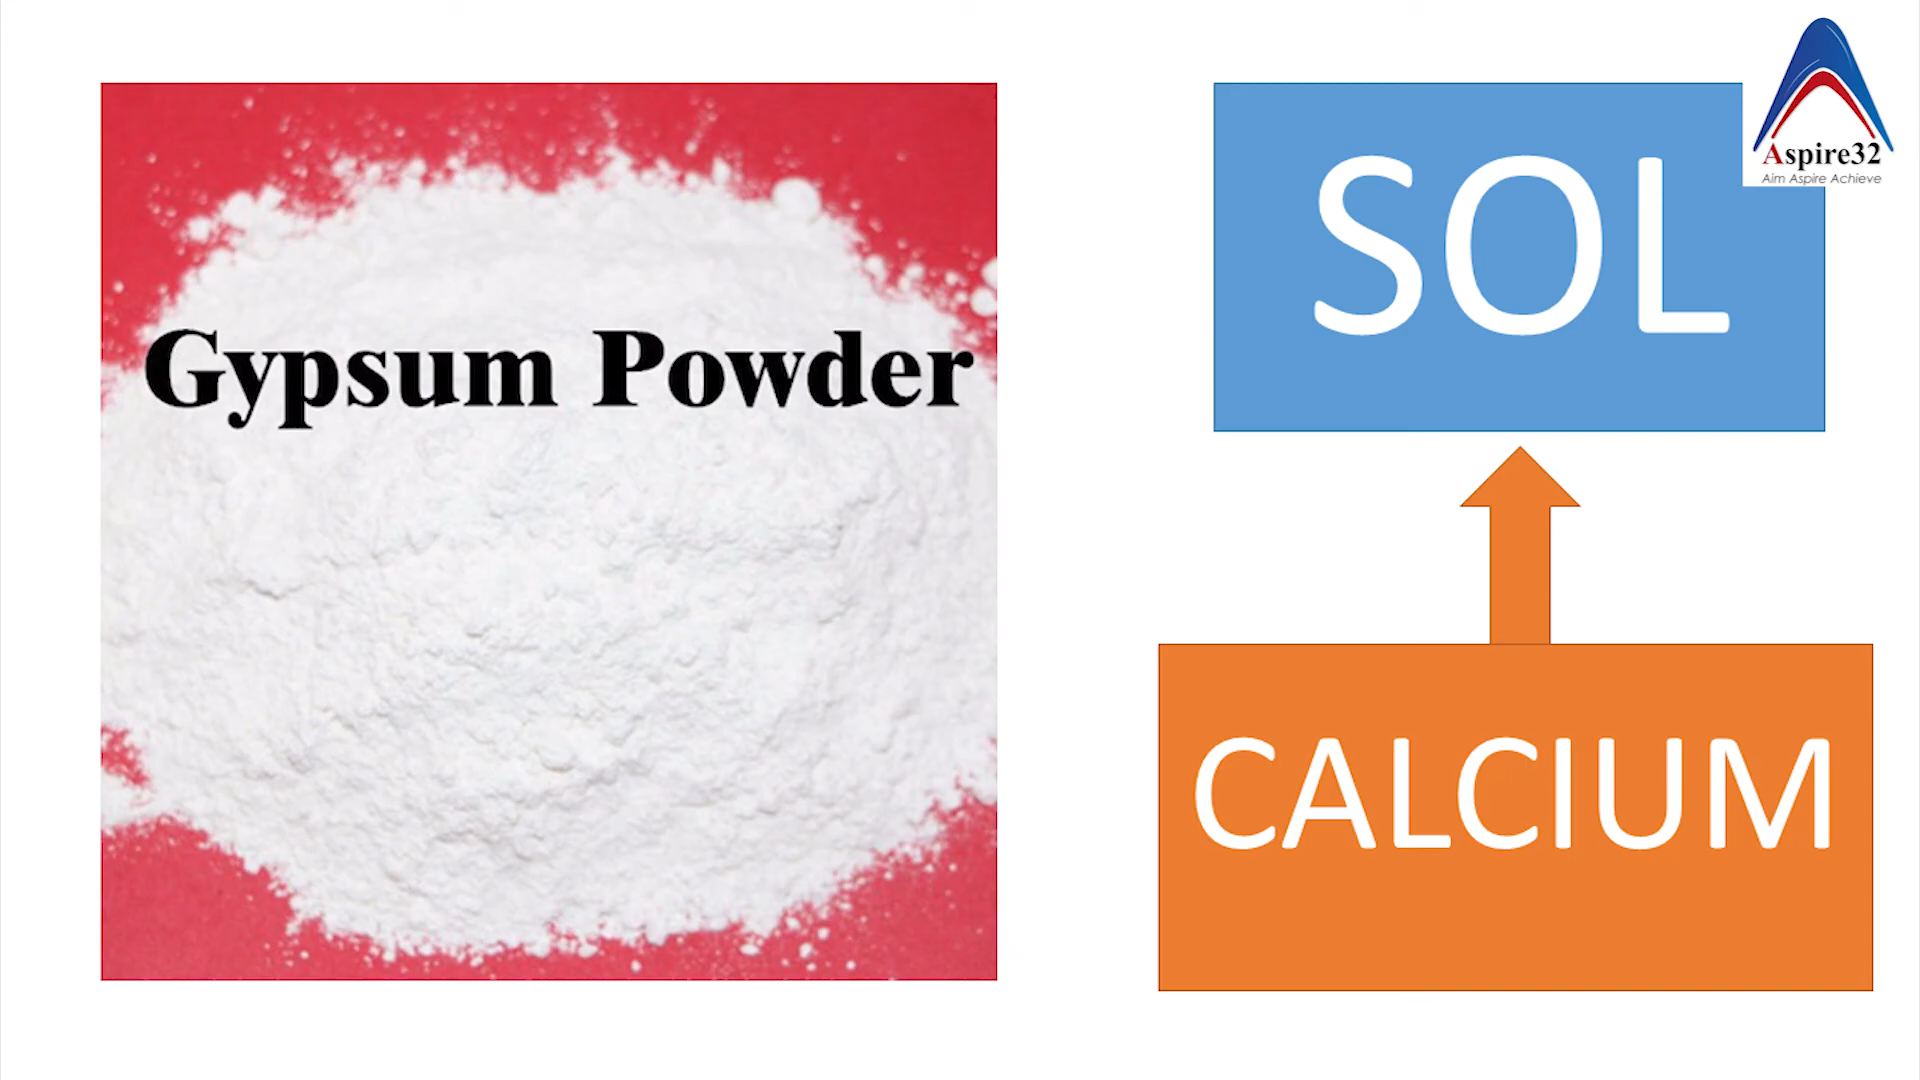 Gypsum Powder
SOL
CALCIUM
Aspire32
Aim Aspire Achieve